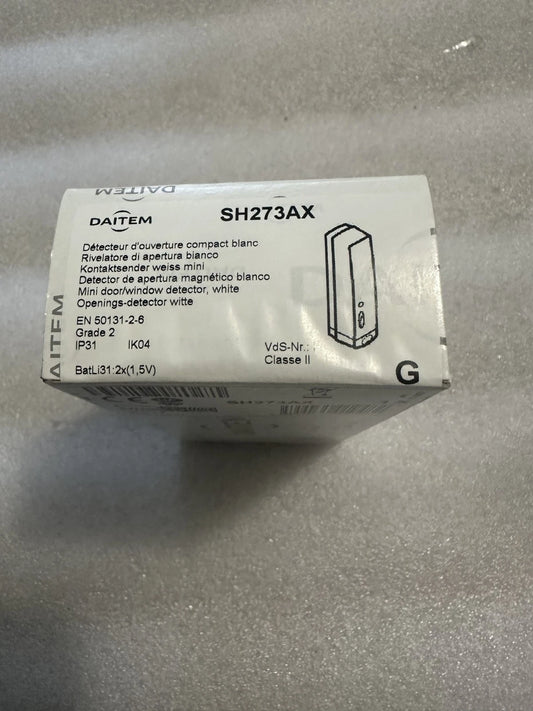 DAITEM
DAITEM
SH273AX
Détecteur d'ouverture compact blanc
Rivelatore di apertura bianco
Kontaktsender weiss mini
Detector de apertura magnético blanco
Mini door/window detector, white
Openings-detector witte
EN 50131-2-6
Grade 2
IP31 IK04
VdS-Nr.:
Classe II
BatLi31:2x(1,5V)
G
DAITEM
DAITEM
CE
SH273AX